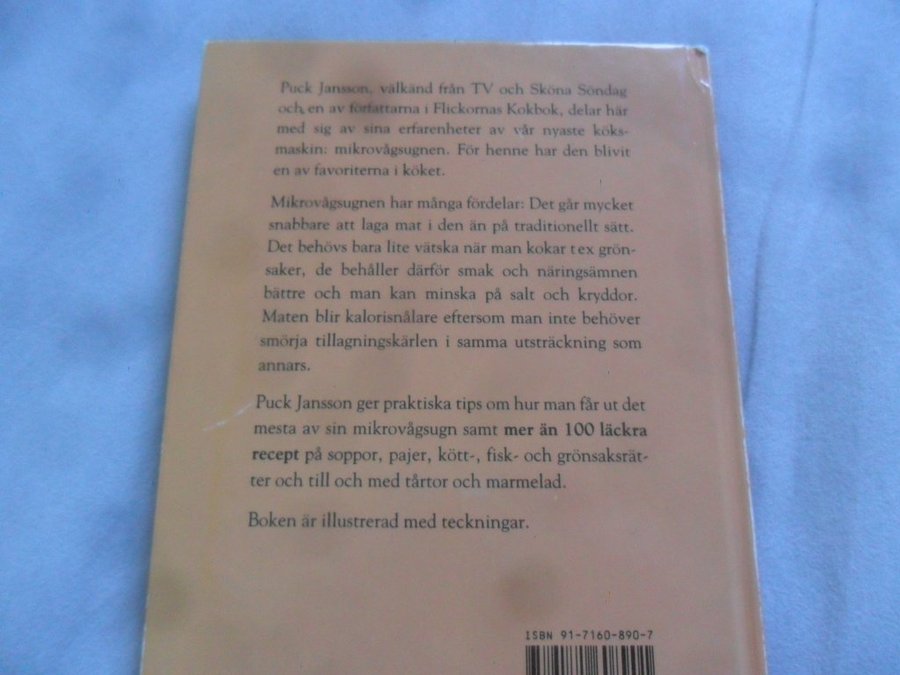 Puck Jansson, välkänd från TV och Sköna Söndag
och en av författarna i Flickornas Kokbok, delar här
med sig av sina erfarenheter av vår nyaste köks-
maskin: mikrovågsugnen. För henne har den blivit
en av favoriterna i köket.
Mikrovågsugnen har många fördelar: Det går mycket
snabbare att laga mat i den än på traditionellt sätt.
Det behövs bara lite vätska när man kokar t ex grön-
saker, de behåller därför smak och näringsämnen
bättre och man kan minska på salt och kryddor.
Maten blir kalorisnålare eftersom man inte behöver
smörja tillagningskärlen i samma utsträckning som
annars.
Puck Jansson ger praktiska tips om hur man får ut det
mesta av sin mikrovågsugn samt mer än 100 läckra
recept på soppor, pajer, kött-, fisk- och grönsaksrät-
ter och till och med tårtor och marmelad.
Boken är illustrerad med teckningar.
ISBN 91-7160-890-7